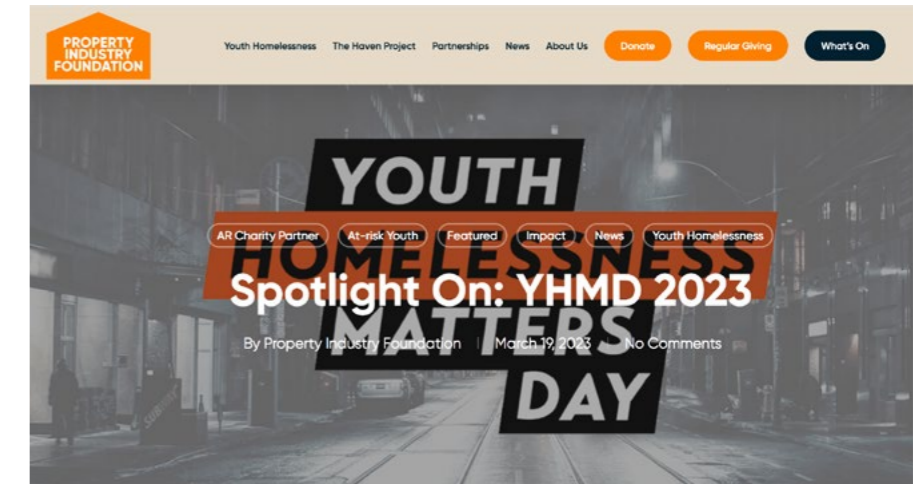 PROPERTY
INDUSTRY
FOUNDATION
Youth Homelessness The Haven Project Partnerships News About Us Donate Regular Giving What's On
YOUTH
AR Charity Partner At-risk Youth Featured Impact News Youth Homelessness
HOMELESSNESS
Spotlight On: YHMD 2023
MATTERS
By Property Industry Foundation | March 19, 2023 | No Comments
DAY
SUBWAY